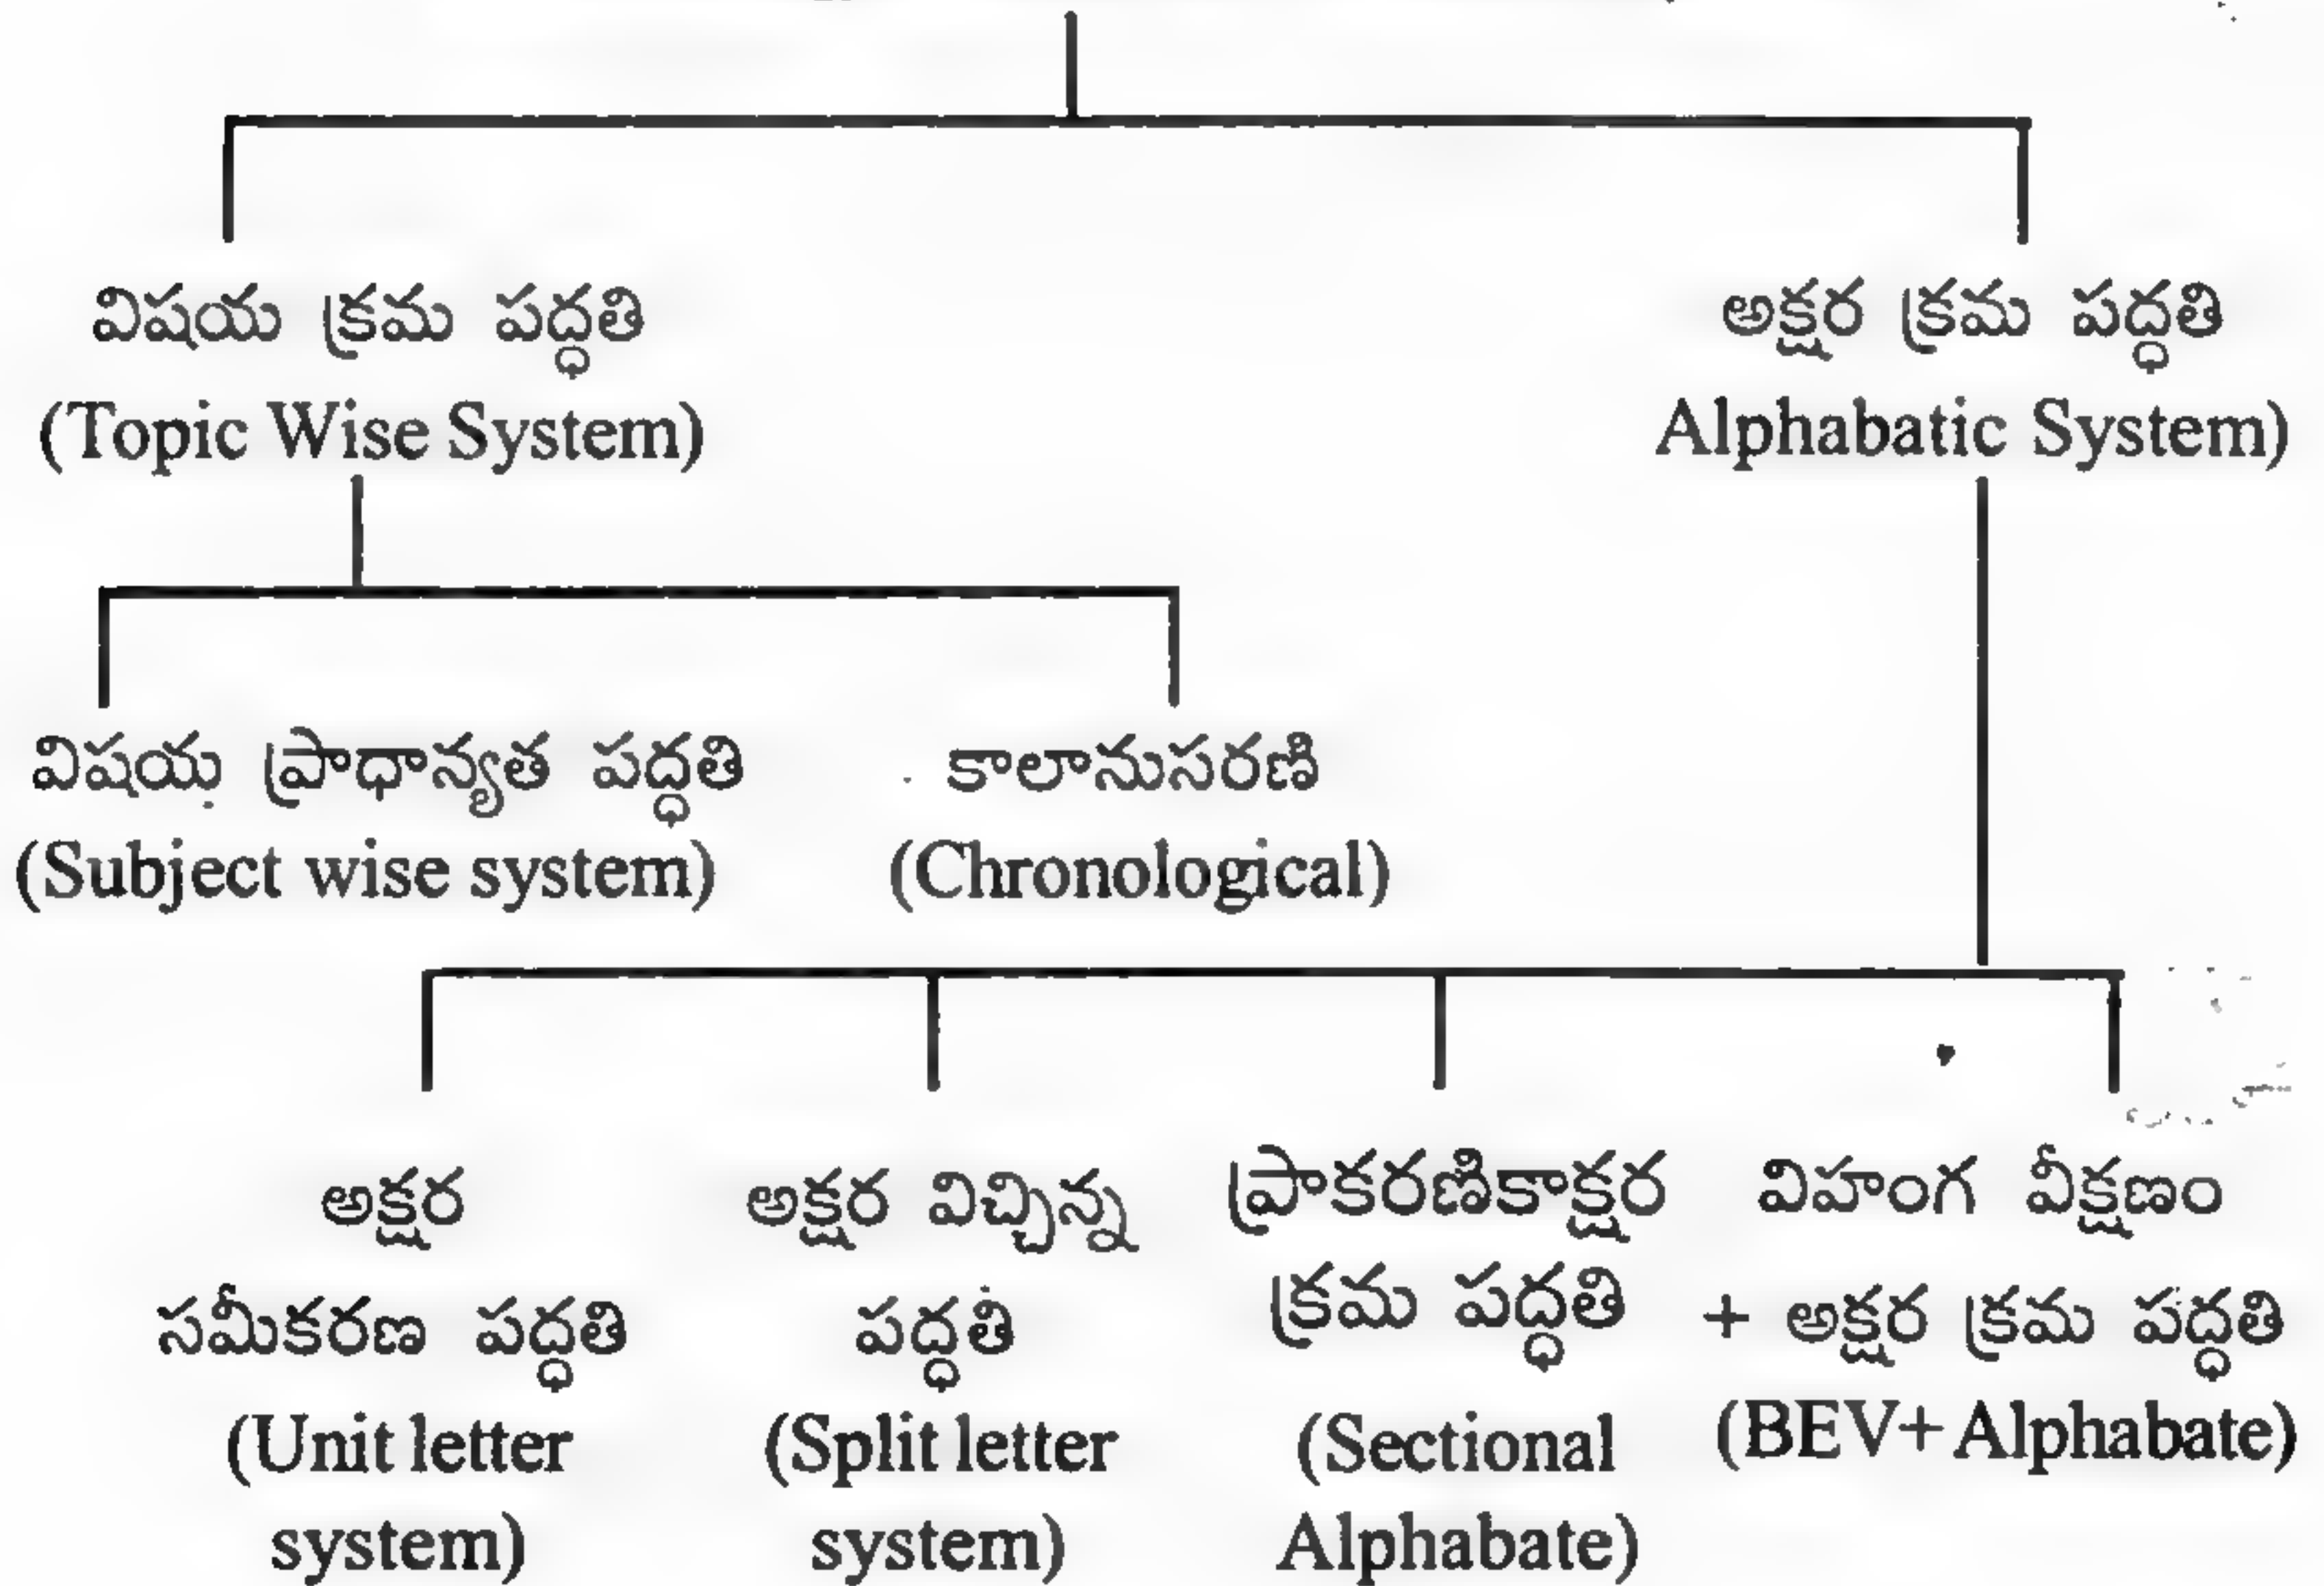 విషయ క్రమ పద్ధతి
(Topic Wise System)
అక్షర క్రమ పద్ధతి
Alphabatic System)
విషయ ప్రాధాన్యత పద్ధతి
(Subject wise system)
కాలానుసరణి
(Chronological)
అక్షర
సమీకరణ పద్ధతి
(Unit letter
system)
అక్షర విచ్చిన్న
పద్ధతి
(Split letter
system)
ప్రాకరణికాక్షర
క్రమ పద్ధతి
(Sectional
Alphabate)
విహంగ వీక్షణం
+ అక్షర క్రమ పద్ధతి
(BEV+Alphabate)